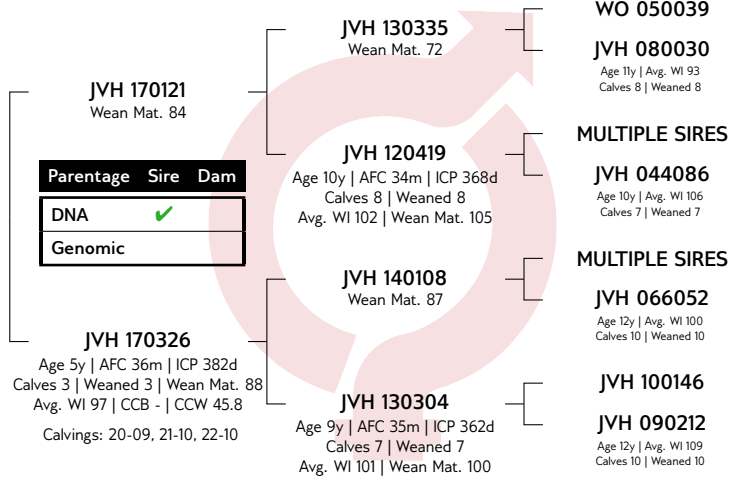 JVH 170121
Wean Mat. 84
Parentage Sire Dam
DNA ✔
Genomic
JVH 170326
Age 5y | AFC 36m | ICP 382d
Calves 3 | Weaned 3 | Wean Mat. 88
Avg. WI 97 | CCB - | CCW 45.8
Calvings: 20-09, 21-10, 22-10
JVH 130335
Wean Mat. 72
JVH 120419
Age 10y | AFC 34m | ICP 368d
Calves 8 | Weaned 8
Avg. WI 102 | Wean Mat. 105
JVH 140108
Wean Mat. 87
JVH 130304
Age 9y | AFC 35m | ICP 362d
Calves 7 | Weaned 7
Avg. WI 101 | Wean Mat. 100
WO 050039
JVH 080030
Age 11y | Avg. WI 93
Calves 8 | Weaned 8
MULTIPLE SIRES
JVH 044086
Age 10y | Avg. WI 106
Calves 7 | Weaned 7
MULTIPLE SIRES
JVH 066052
Age 12y | Avg. WI 100
Calves 10 | Weaned 10
JVH 100146
JVH 090212
Age 12y | Avg. WI 109
Calves 10 | Weaned 10